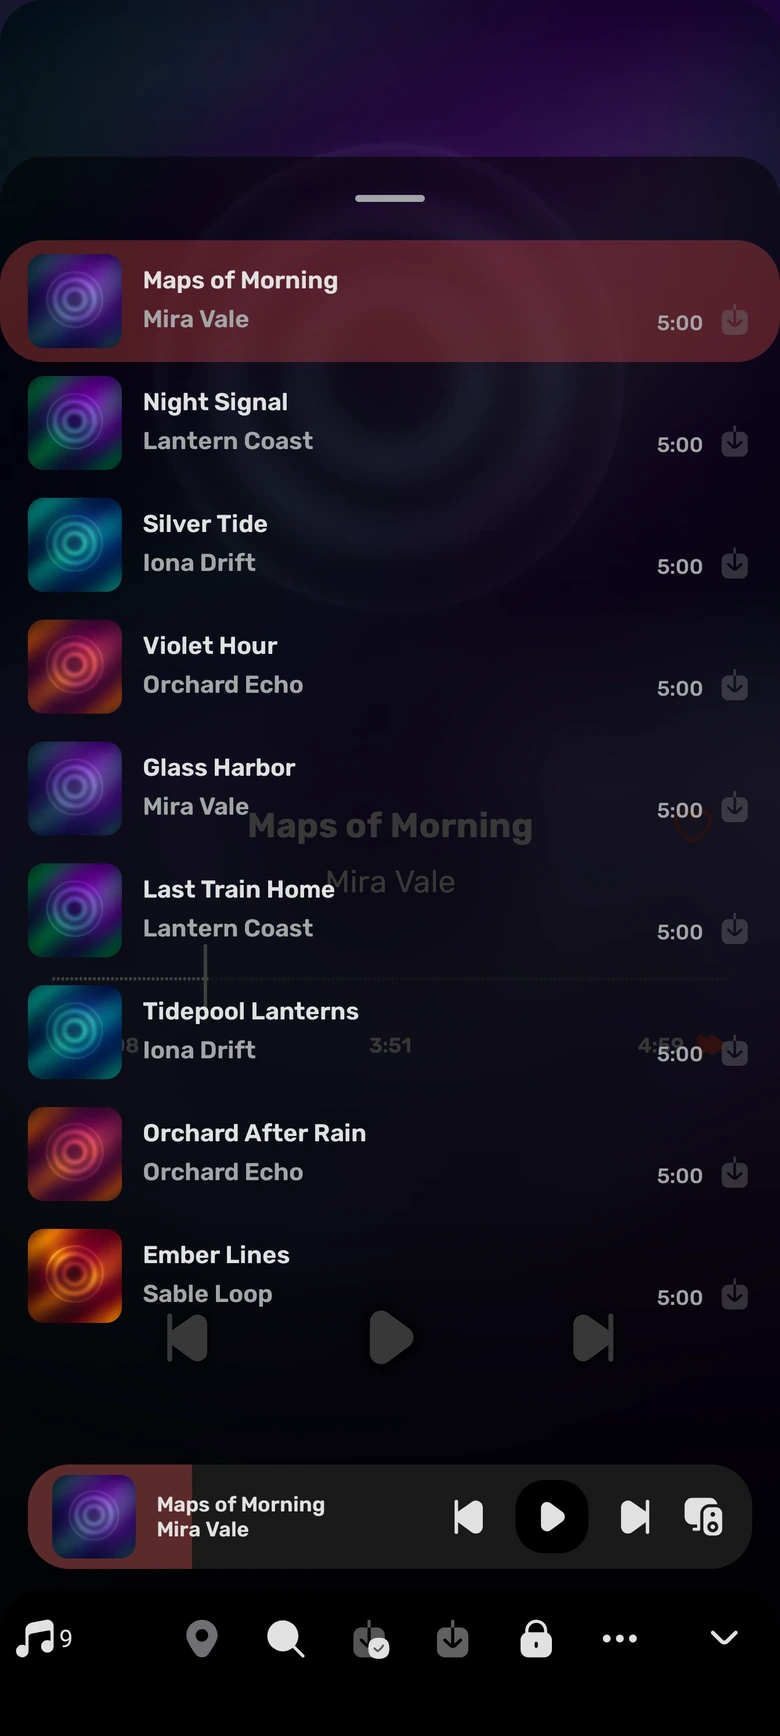 Maps of Morning
Mira Vale
5:00
Night Signal
Lantern Coast
5:00
Silver Tide
Iona Drift
5:00
Violet Hour
Orchard Echo
5:00
Glass Harbor
Mira Vale
5:00
Maps of Morning
Mira Vale
Last Train Home
Lantern Coast
5:00
Tidepool Lanterns
Iona Drift
5:00
3:51
4:59
Orchard After Rain
Orchard Echo
5:00
Ember Lines
Sable Loop
5:00
Maps of Morning
Mira Vale
9